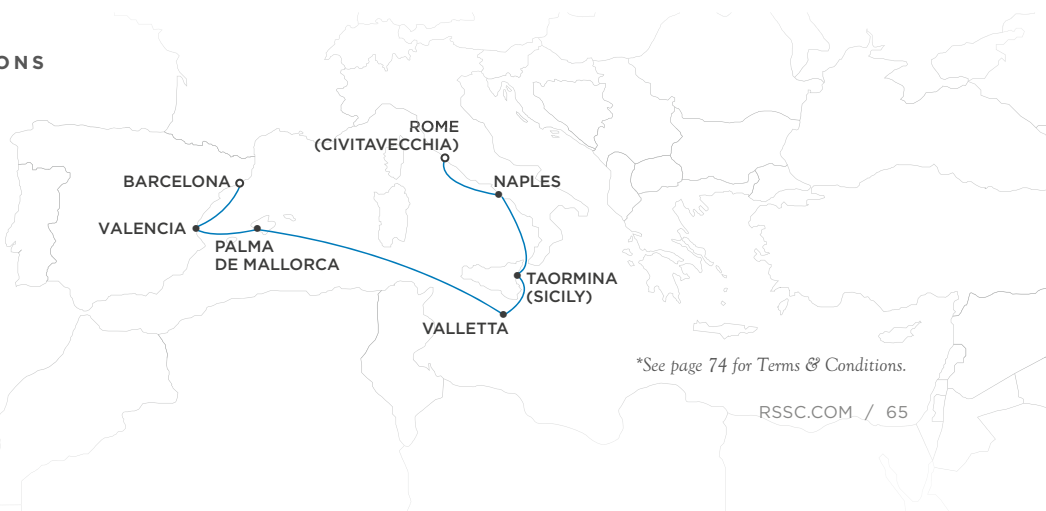 ONS
ROME
(CIVITAVECCHIA)
BARCELONA
NAPLES
VALENCIA
PALMA
DE MALLORCA
TAORMINA
(SICILY)
VALLETTA
*See page 74 for Terms & Conditions.
RSSC.COM / 65